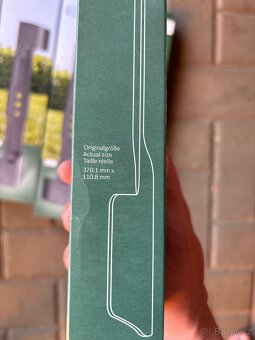 Originalgröße
Actual size
Taille réelle
370.1 mm x
110.8 mm